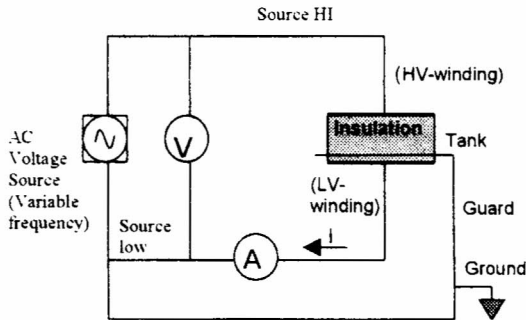 Source HI
(HV-winding)
Insulation
Tank
AC
Voltage
Source
(Variable
frequency)
V
(LV-
winding)
Guard
Source
low
I
A
Ground